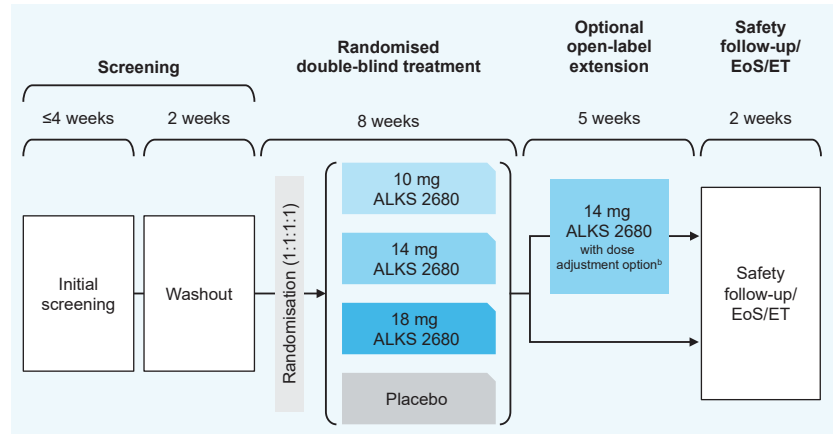 Screening
Randomised
double-blind treatment
Optional
open-label
extension
Safety
follow-up/
EoS/ET
≤4 weeks
2 weeks
8 weeks
5 weeks
2 weeks
Initial
screening
Washout
Randomisation (1:1:1:1)
10 mg
ALKS 2680
14 mg
ALKS 2680
18 mg
ALKS 2680
Placebo
14 mg
ALKS 2680
with dose
adjustment optionᵇ
Safety
follow-up/
EoS/ET